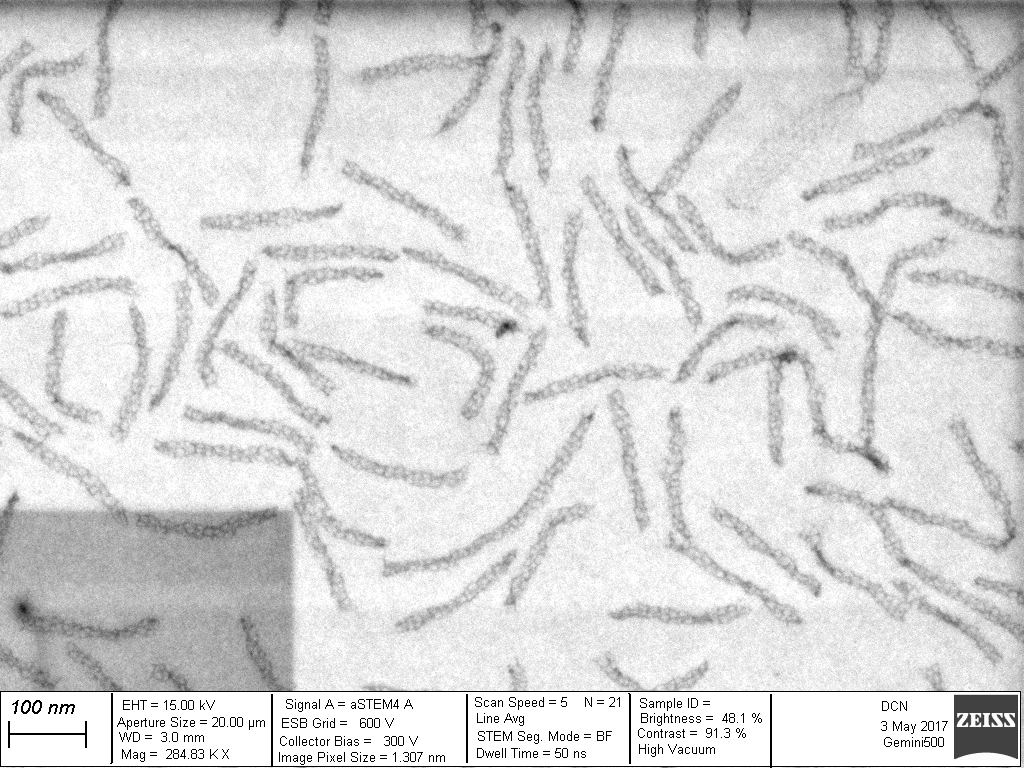 100 nm
EHT = 15.00 kV
Aperture Size = 20.00 µm
WD = 3.0 mm
Mag = 284.83 K X
Signal A = aSTEM4 A
ESB Grid = 600 V
Collector Bias = 300 V
Image Pixel Size = 1.307 nm
Scan Speed = 5 N = 21
Line Avg
STEM Seg. Mode = BF
Dwell Time = 50 ns
Sample ID =
Brightness = 48.1 %
Contrast = 91.3 %
High Vacuum
DCN
3 May 2017
Gemini500
ZEISS